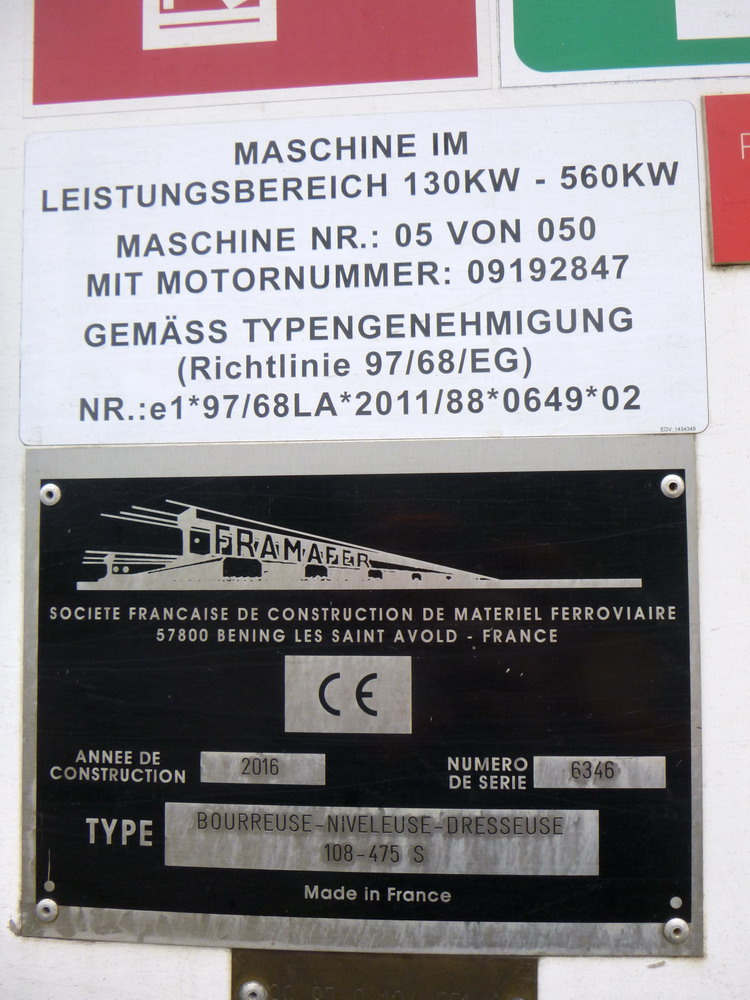 MASCHINE IM
LEISTUNGSBEREICH 130KW - 560KW
MASCHINE NR.: 05 VON 050
MIT MOTORNUMMER: 09192847
GEMÄSS TYPENGENEHMIGUNG
(Richtlinie 97/68/EG)
NR.:e1*97/68LA*2011/88*0649*02
EDV: 1454349
FRAMAFER
SOCIETE FRANCAISE DE CONSTRUCTION DE MATERIEL FERROVIAIRE
57800 BENING LES SAINT AVOLD - FRANCE
CE
ANNEE DE CONSTRUCTION 2016
NUMERO DE SERIE 6346
TYPE BOURREUSE-NIVELEUSE-DRESSEUSE
108-475 S
Made in France